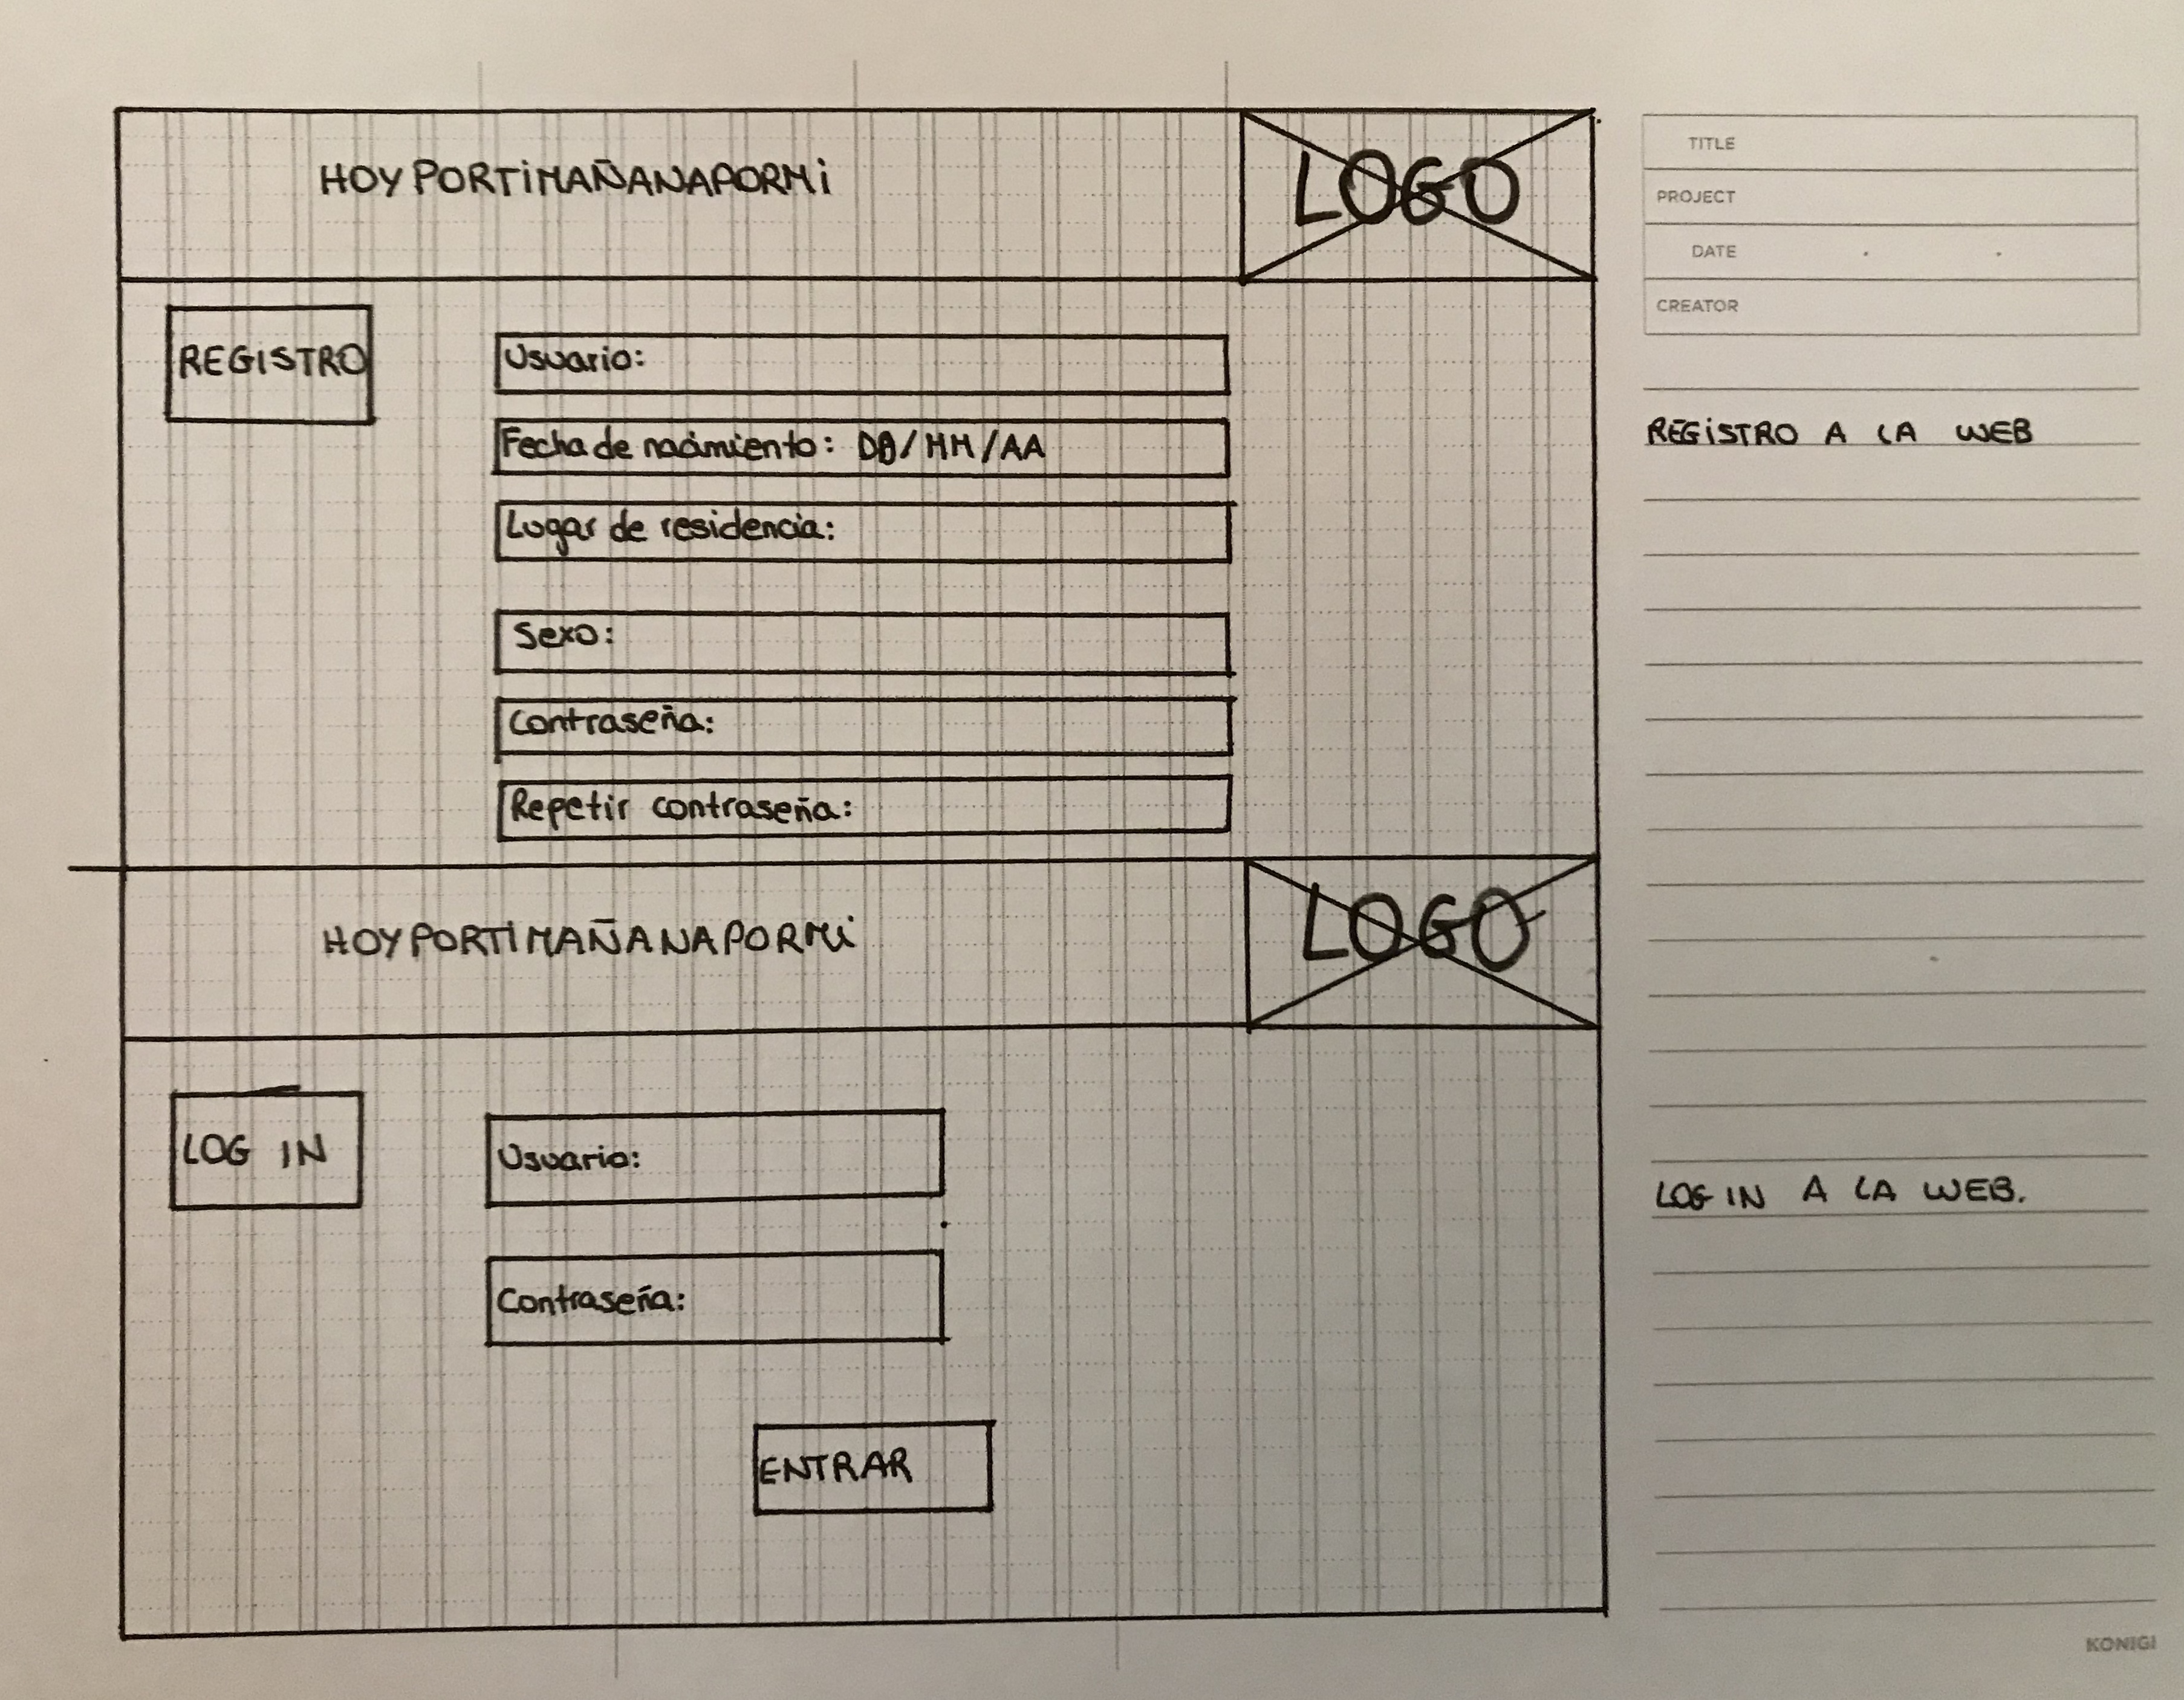 HOYPORTIMAÑANAPORMi
LOGO
TITLE
PROJECT
DATE
CREATOR
REGISTRO
Usuario:
Fecha de nacimiento: DD/MM/AA
Lugar de residencia:
Sexo:
Contraseña:
Repetir contraseña:
REGiSTRO A LA WEB
HOYPORTIMAÑANAPORMi
LOGO
LOG IN
Usuario:
Contraseña:
ENTRAR
LOG IN A LA WEB.
KONIGI